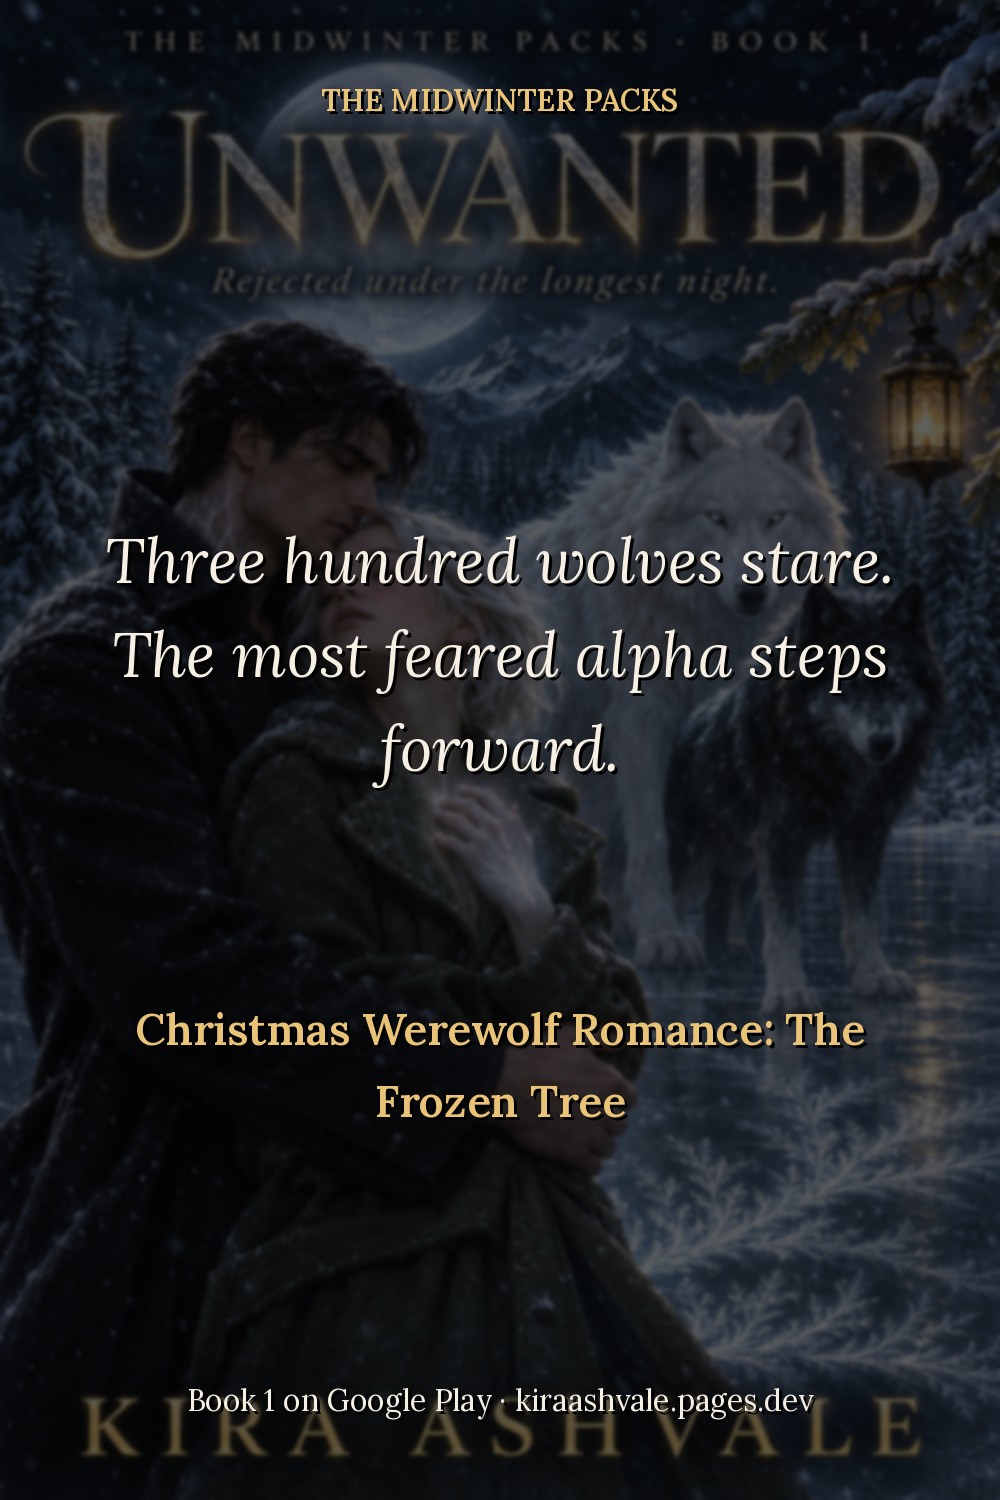 THE MIDWINTER PACKS · BOOK 1
THE MIDWINTER PACKS
UNWANTED
Rejected under the longest night.
Three hundred wolves stare.
The most feared alpha steps
forward.
Christmas Werewolf Romance: The
Frozen Tree
Book 1 on Google Play · kiraashvale.pages.dev
KIRA ASHVALE